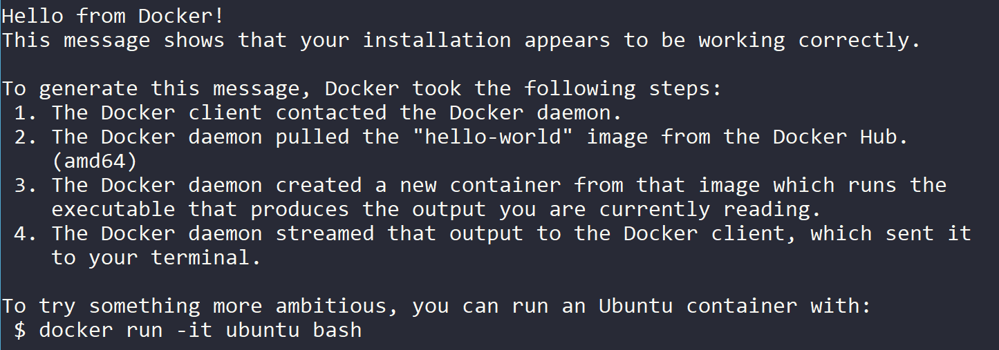 Hello from Docker!
This message shows that your installation appears to be working correctly.

To generate this message, Docker took the following steps:
 1. The Docker client contacted the Docker daemon.
 2. The Docker daemon pulled the "hello-world" image from the Docker Hub.
    (amd64)
 3. The Docker daemon created a new container from that image which runs the
    executable that produces the output you are currently reading.
 4. The Docker daemon streamed that output to the Docker client, which sent it
    to your terminal.

To try something more ambitious, you can run an Ubuntu container with:
 $ docker run -it ubuntu bash